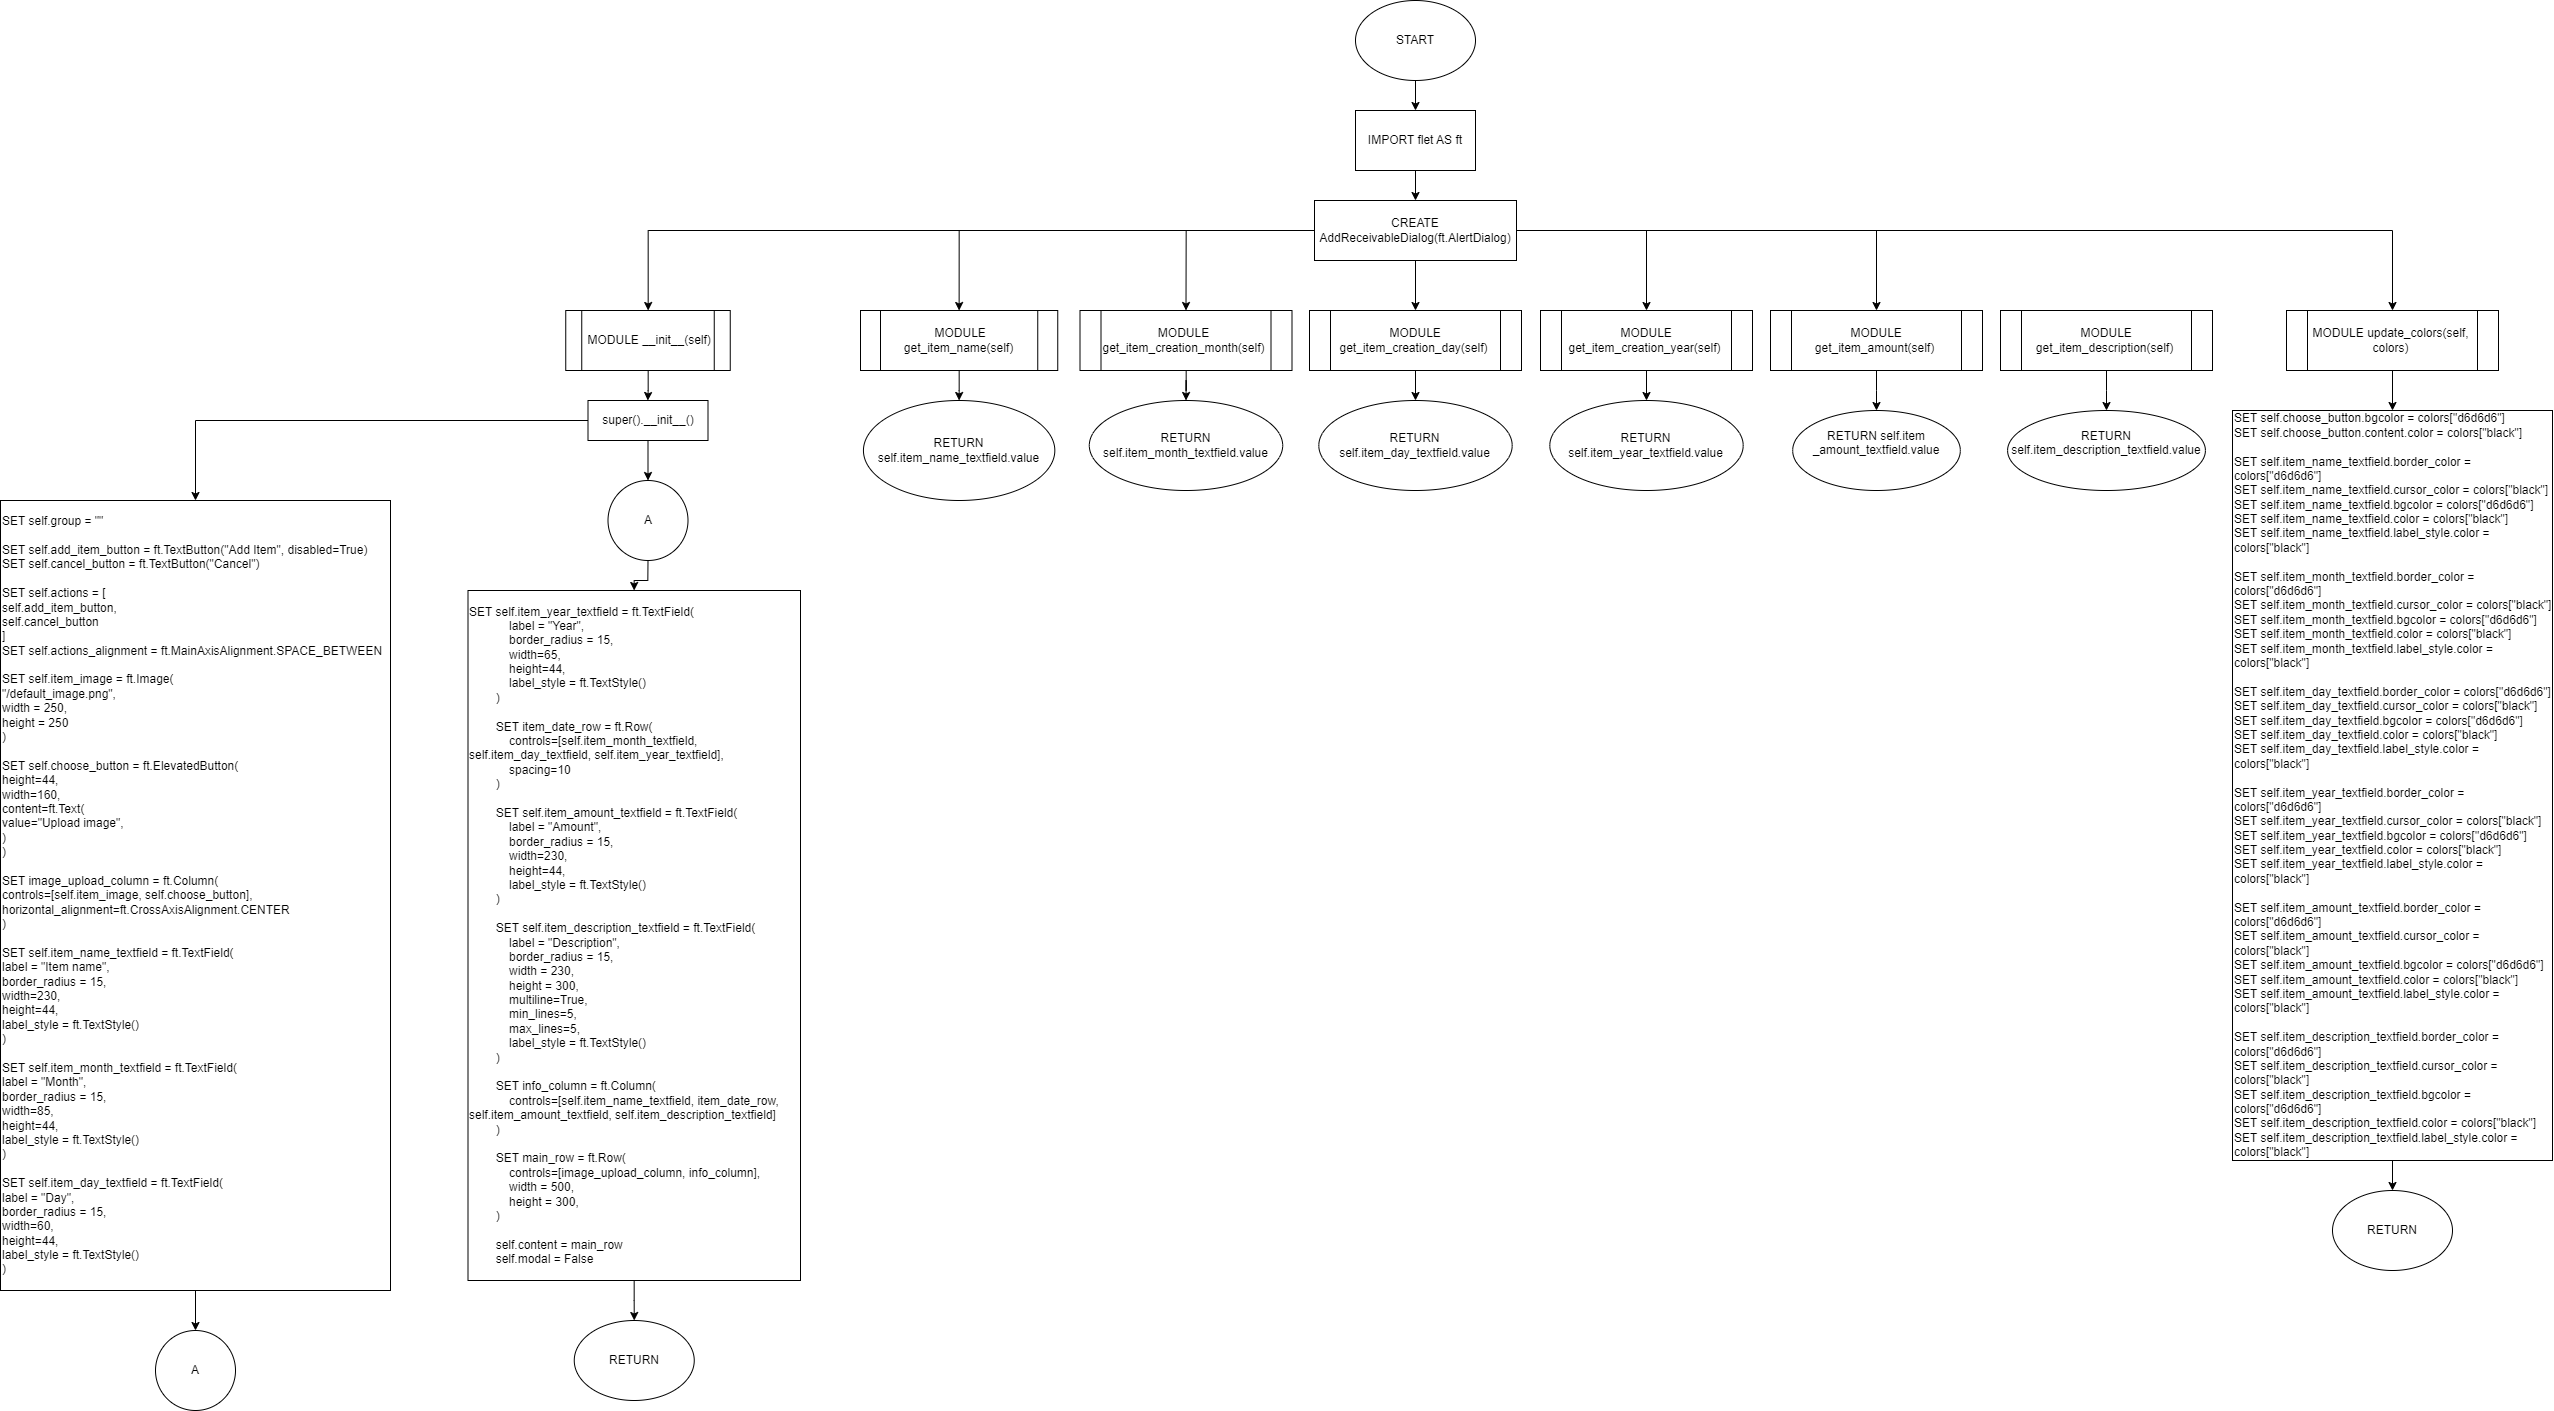 START
IMPORT flet AS ft
CREATE
AddReceivableDialog(ft.AlertDialog)
MODULE __init__(self)
MODULE
get_item_name(self)
MODULE
get_item_creation_month(self)
MODULE
get_item_creation_day(self)
MODULE
get_item_creation_year(self)
MODULE
get_item_amount(self)
MODULE
get_item_description(self)
MODULE update_colors(self,
colors)
super().__init__()
RETURN
self.item_name_textfield.value
RETURN
self.item_month_textfield.value
RETURN
self.item_day_textfield.value
RETURN
self.item_year_textfield.value
RETURN self.item
_amount_textfield.value
RETURN
self.item_description_textfield.value
SET self.group = ""
SET self.add_item_button = ft.TextButton("Add Item", disabled=True)
SET self.cancel_button = ft.TextButton("Cancel")
SET self.actions = [
self.add_item_button,
self.cancel_button
]
SET self.actions_alignment = ft.MainAxisAlignment.SPACE_BETWEEN
SET self.item_image = ft.Image(
"/default_image.png",
width = 250,
height = 250
)
SET self.choose_button = ft.ElevatedButton(
height=44,
width=160,
content=ft.Text(
value="Upload image",
)
)
SET image_upload_column = ft.Column(
controls=[self.item_image, self.choose_button],
horizontal_alignment=ft.CrossAxisAlignment.CENTER
)
SET self.item_name_textfield = ft.TextField(
label = "Item name",
border_radius = 15,
width=230,
height=44,
label_style = ft.TextStyle()
)
SET self.item_month_textfield = ft.TextField(
label = "Month",
border_radius = 15,
width=85,
height=44,
label_style = ft.TextStyle()
)
SET self.item_day_textfield = ft.TextField(
label = "Day",
border_radius = 15,
width=60,
height=44,
label_style = ft.TextStyle()
)
A
A
SET self.item_year_textfield = ft.TextField(
label = "Year",
border_radius = 15,
width=65,
height=44,
label_style = ft.TextStyle()
)
SET item_date_row = ft.Row(
controls=[self.item_month_textfield,
self.item_day_textfield, self.item_year_textfield],
spacing=10
)
SET self.item_amount_textfield = ft.TextField(
label = "Amount",
border_radius = 15,
width=230,
height=44,
label_style = ft.TextStyle()
)
SET self.item_description_textfield = ft.TextField(
label = "Description",
border_radius = 15,
width = 230,
height = 300,
multiline=True,
min_lines=5,
max_lines=5,
label_style = ft.TextStyle()
)
SET info_column = ft.Column(
controls=[self.item_name_textfield, item_date_row,
self.item_amount_textfield, self.item_description_textfield]
)
SET main_row = ft.Row(
controls=[image_upload_column, info_column],
width = 500,
height = 300,
)
self.content = main_row
self.modal = False
RETURN
SET self.choose_button.bgcolor = colors["d6d6d6"]
SET self.choose_button.content.color = colors["black"]
SET self.item_name_textfield.border_color =
colors["d6d6d6"]
SET self.item_name_textfield.cursor_color = colors["black"]
SET self.item_name_textfield.bgcolor = colors["d6d6d6"]
SET self.item_name_textfield.color = colors["black"]
SET self.item_name_textfield.label_style.color =
colors["black"]
SET self.item_month_textfield.border_color =
colors["d6d6d6"]
SET self.item_month_textfield.cursor_color = colors["black"]
SET self.item_month_textfield.bgcolor = colors["d6d6d6"]
SET self.item_month_textfield.color = colors["black"]
SET self.item_month_textfield.label_style.color =
colors["black"]
SET self.item_day_textfield.border_color = colors["d6d6d6"]
SET self.item_day_textfield.cursor_color = colors["black"]
SET self.item_day_textfield.bgcolor = colors["d6d6d6"]
SET self.item_day_textfield.color = colors["black"]
SET self.item_day_textfield.label_style.color =
colors["black"]
SET self.item_year_textfield.border_color =
colors["d6d6d6"]
SET self.item_year_textfield.cursor_color = colors["black"]
SET self.item_year_textfield.bgcolor = colors["d6d6d6"]
SET self.item_year_textfield.color = colors["black"]
SET self.item_year_textfield.label_style.color =
colors["black"]
SET self.item_amount_textfield.border_color =
colors["d6d6d6"]
SET self.item_amount_textfield.cursor_color =
colors["black"]
SET self.item_amount_textfield.bgcolor = colors["d6d6d6"]
SET self.item_amount_textfield.color = colors["black"]
SET self.item_amount_textfield.label_style.color =
colors["black"]
SET self.item_description_textfield.border_color =
colors["d6d6d6"]
SET self.item_description_textfield.cursor_color =
colors["black"]
SET self.item_description_textfield.bgcolor =
colors["d6d6d6"]
SET self.item_description_textfield.color = colors["black"]
SET self.item_description_textfield.label_style.color =
colors["black"]
RETURN